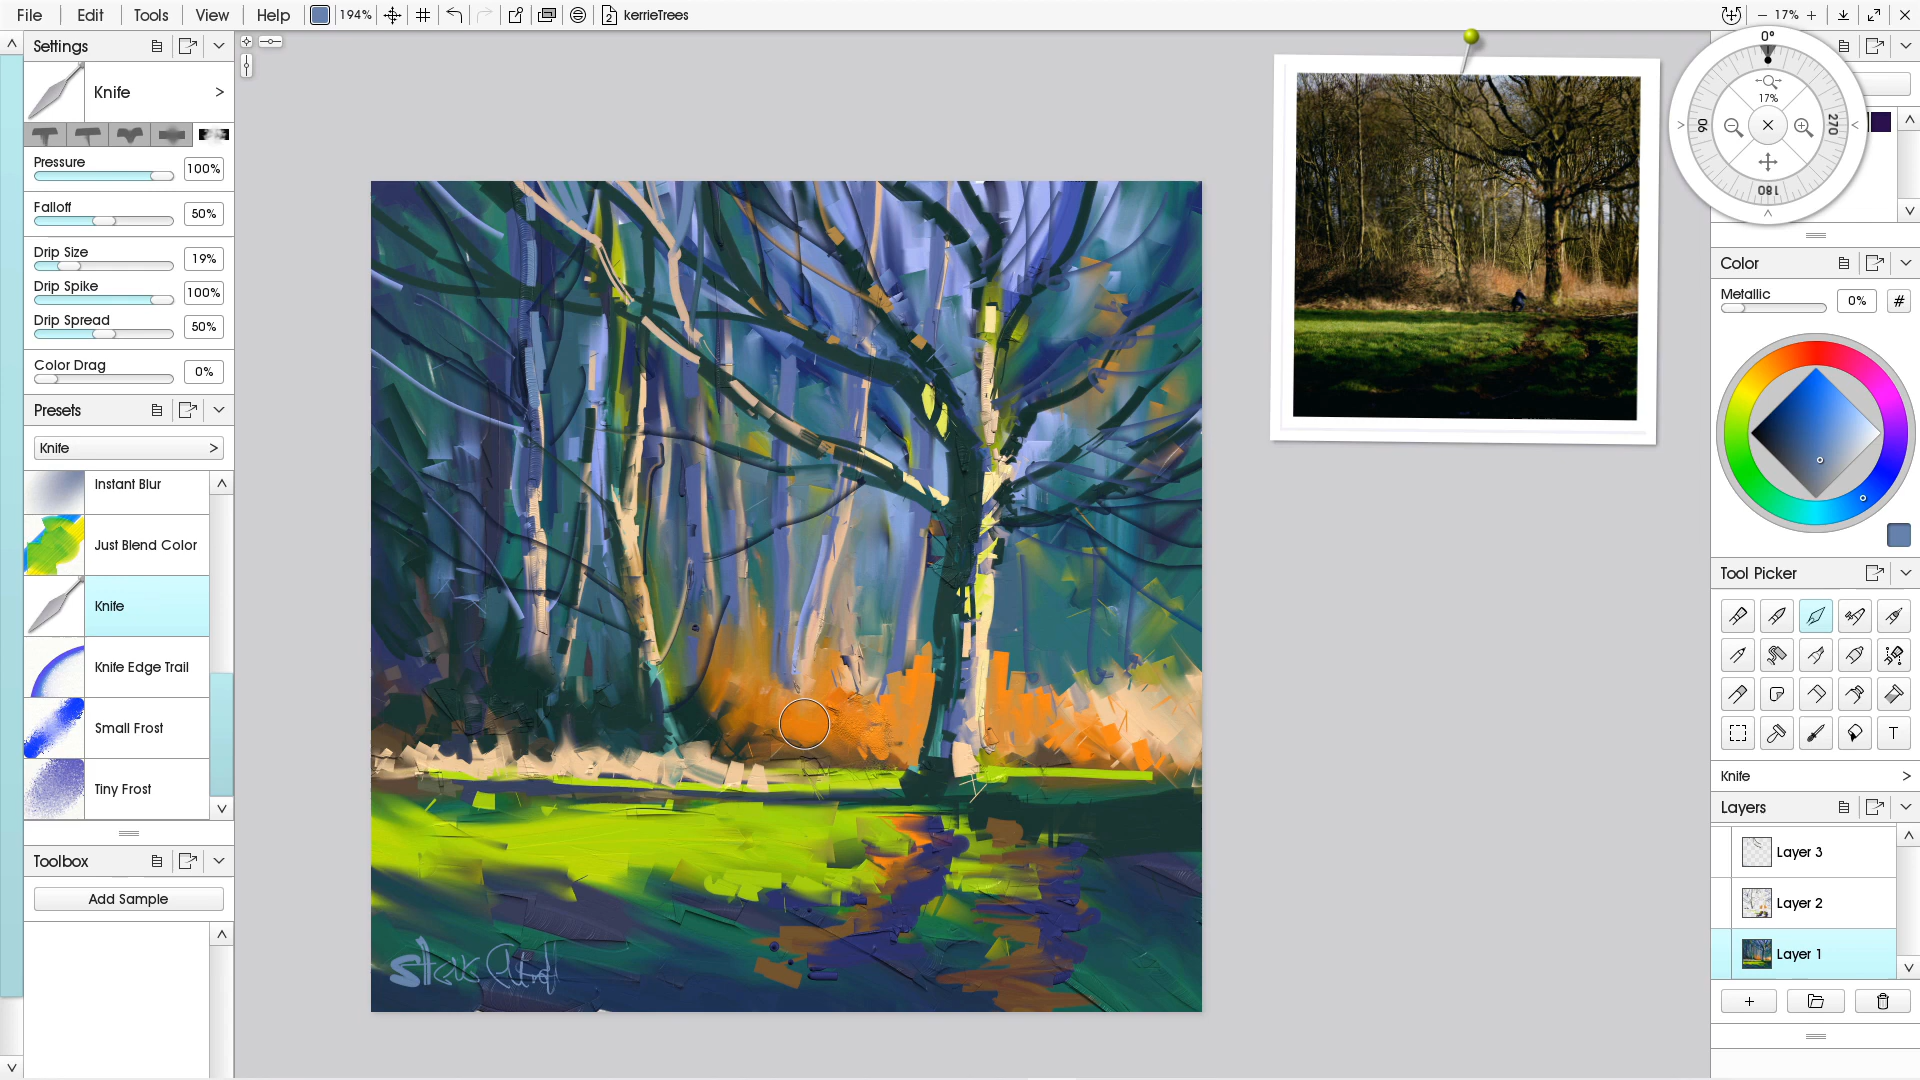 File Edit Tools View Help 194% 2 kerrieTrees 17%
Settings
Knife >
Pressure 100%
Falloff 50%
Drip Size 19%
Drip Spike 100%
Drip Spread 50%
Color Drag 0%
Presets
Knife >
Instant Blur
Just Blend Color
Knife
Knife Edge Trail
Small Frost
Tiny Frost
Toolbox
Add Sample
0°
90
17%
270
180
Color
Metallic 0% #
Tool Picker
T
Knife >
Layers
Layer 3
Layer 2
Layer 1